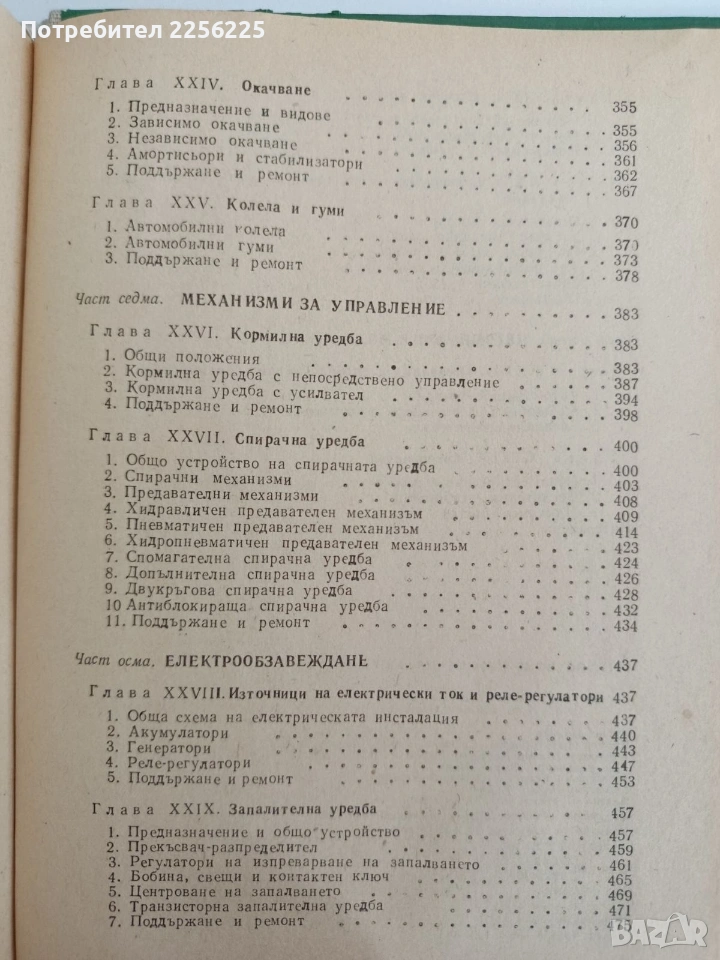 Потребител 2256225
Глава XXIV. Окачване . . . . . . . . . . . . . 355
1. Предназначение и видове . . . . . . . . . . 355
2. Зависимо окачване . . . . . . . . . . 356
3. Независимо окачване . . . . . . . . . . 361
4. Амортисьори и стабилизатори . . . . . . . . . . 362
5. Поддържане и ремонт . . . . . . . . . . 367
Глава XXV. Колела и гуми . . . . . . . . . . 370
1. Автомобилни колела . . . . . . . . . . 370
2. Автомобилни гуми . . . . . . . . . . 373
3. Поддържане и ремонт . . . . . . . . . . 378
Част седма. МЕХАНИЗМИ ЗА УПРАВЛЕНИЕ . . . . . . . . 383
Глава XXVI. Кормилна уредба . . . . . . . . . . 383
1. Общи положения . . . . . . . . . . 383
2. Кормилна уредба с непосредствено управление . . . . . . 387
3. Кормилна уредба с усилвател . . . . . . . . . . 394
4. Поддържане и ремонт . . . . . . . . . . 398
Глава XXVII. Спирачна уредба . . . . . . . . . . 400
1. Общо устройство на спирачната уредба . . . . . . . . 400
2. Спирачни механизми . . . . . . . . . . 403
3. Предавателни механизми . . . . . . . . . . 408
4. Хидравличен предавателен механизъм . . . . . . . . 409
5. Пневматичен предавателен механизъм . . . . . . . . 414
6. Хидропневматичен предавателен механизъм . . . . . . 423
7. Спомагателна спирачна уредба . . . . . . . . . . 424
8. Допълнителна спирачна уредба . . . . . . . . . . 426
9. Двукръгова спирачна уредба . . . . . . . . . . 428
10 Антиблокираща спирачна уредба . . . . . . . . . . 432
11. Поддържане и ремонт . . . . . . . . . . 434
Част осма. ЕЛЕКТРООБЗАВЕЖДАНЕ . . . . . . . . . . 437
Глава XXVIII. Източници на електрически ток и реле-регулатори 437
1. Обща схема на електрическата инсталация . . . . . . . . 437
2. Акумулатори . . . . . . . . . . 440
3. Генератори . . . . . . . . . . 443
4. Реле-регулатори . . . . . . . . . . 447
5. Поддържане и ремонт . . . . . . . . . . 453
Глава XXIX. Запалителна уредба . . . . . . . . . . 457
1. Предназначение и общо устройство . . . . . . . . . . 457
2. Прекъсвач-разпределител . . . . . . . . . . 459
3. Регулатори на изпреварване на запалването . . . . . . 461
4. Бобина, свещи и контактен ключ . . . . . . . . . . 465
5. Центроване на запалването . . . . . . . . . . 469
6. Транзисторна запалителна уредба . . . . . . . . . . 471
7. Поддържане и ремонт . . . . . . . . . . 475
BAZAR